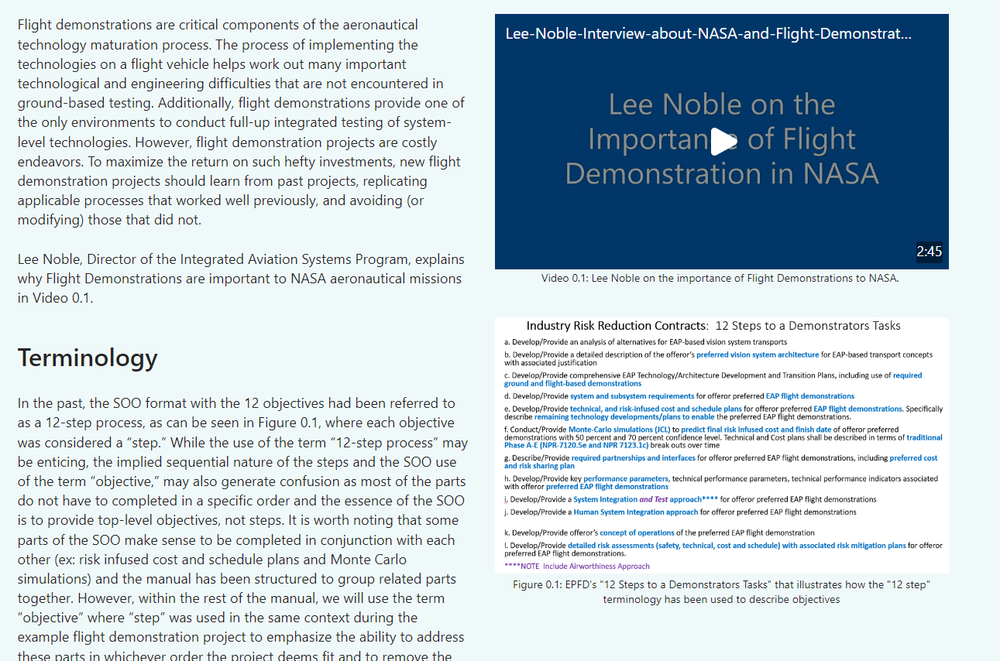 Flight demonstrations are critical components of the aeronautical
technology maturation process. The process of implementing the
technologies on a flight vehicle helps work out many important
technological and engineering difficulties that are not encountered in
ground-based testing. Additionally, flight demonstrations provide one of
the only environments to conduct full-up integrated testing of system-
level technologies. However, flight demonstration projects are costly
endeavors. To maximize the return on such hefty investments, new flight
demonstration projects should learn from past projects, replicating
applicable processes that worked well previously, and avoiding (or
modifying) those that did not.
Lee Noble, Director of the Integrated Aviation Systems Program, explains
why Flight Demonstrations are important to NASA aeronautical missions
in Video 0.1.
Terminology
In the past, the SOO format with the 12 objectives had been referred to
as a 12-step process, as can be seen in Figure 0.1, where each objective
was considered a “step.” While the use of the term “12-step process” may
be enticing, the implied sequential nature of the steps and the SOO use
of the term “objective,” may also generate confusion as most of the parts
do not have to completed in a specific order and the essence of the SOO
is to provide top-level objectives, not steps. It is worth noting that some
parts of the SOO make sense to be completed in conjunction with each
other (ex: risk infused cost and schedule plans and Monte Carlo
simulations) and the manual has been structured to group related parts
together. However, within the rest of the manual, we will use the term
“objective” where “step” was used in the same context during the
example flight demonstration project to emphasize the ability to address
these parts in whichever order the project deems fit and to remove the
Lee-Noble-Interview-about-NASA-and-Flight-Demonstrat...
Lee Noble on the
Importance of Flight
Demonstration in NASA
2:45
Video 0.1: Lee Noble on the importance of Flight Demonstrations to NASA.
Industry Risk Reduction Contracts: 12 Steps to a Demonstrators Tasks
a. Develop/Provide an analysis of alternatives for EAP-based vision system transports
b. Develop/Provide a detailed description of the offeror's preferred vision system architecture for EAP-based transport concepts
with associated justification
c. Develop/Provide comprehensive EAP Technology/Architecture Development and Transition Plans, including use of required
ground and flight-based demonstrations
d. Develop/Provide system and subsystem requirements for offeror preferred EAP flight demonstrations
e. Develop/Provide technical, and risk-infused cost and schedule plans for offeror preferred EAP flight demonstrations. Specifically
describe remaining technology developments/plans to enable the preferred EAP flight demonstrations.
f. Conduct/Provide Monte-Carlo simulations (JCL) to predict final risk infused cost and finish date of offeror preferred
demonstrations with 50 percent and 70 percent confidence level. Technical and Cost plans shall be described in terms of traditional
Phase A-E (NPR-7120.5e and NPR 7123.1c) break outs over time
g. Describe/Provide required partnerships and interfaces for offeror preferred EAP flight demonstrations, including preferred cost
and risk sharing plan
h. Develop/Provide key performance parameters, technical performance parameters, technical performance indicators associated
with offeror preferred EAP flight demonstrations
i. Develop/Provide a System Integration and Test approach**** for offeror preferred EAP flight demonstrations
j. Develop/Provide a Human System Integration approach for offeror preferred EAP flight demonstrations
k. Develop/Provide offeror's concept of operations of the preferred EAP flight demonstration
l. Develop/Provide detailed risk assessments (safety, technical, cost and schedule) with associated risk mitigation plans for offeror
preferred EAP flight demonstrations.
****NOTE Include Airworthiness Approach
Figure 0.1: EPFD's "12 Steps to a Demonstrators Tasks" that illustrates how the "12 step"
terminology has been used to describe objectives